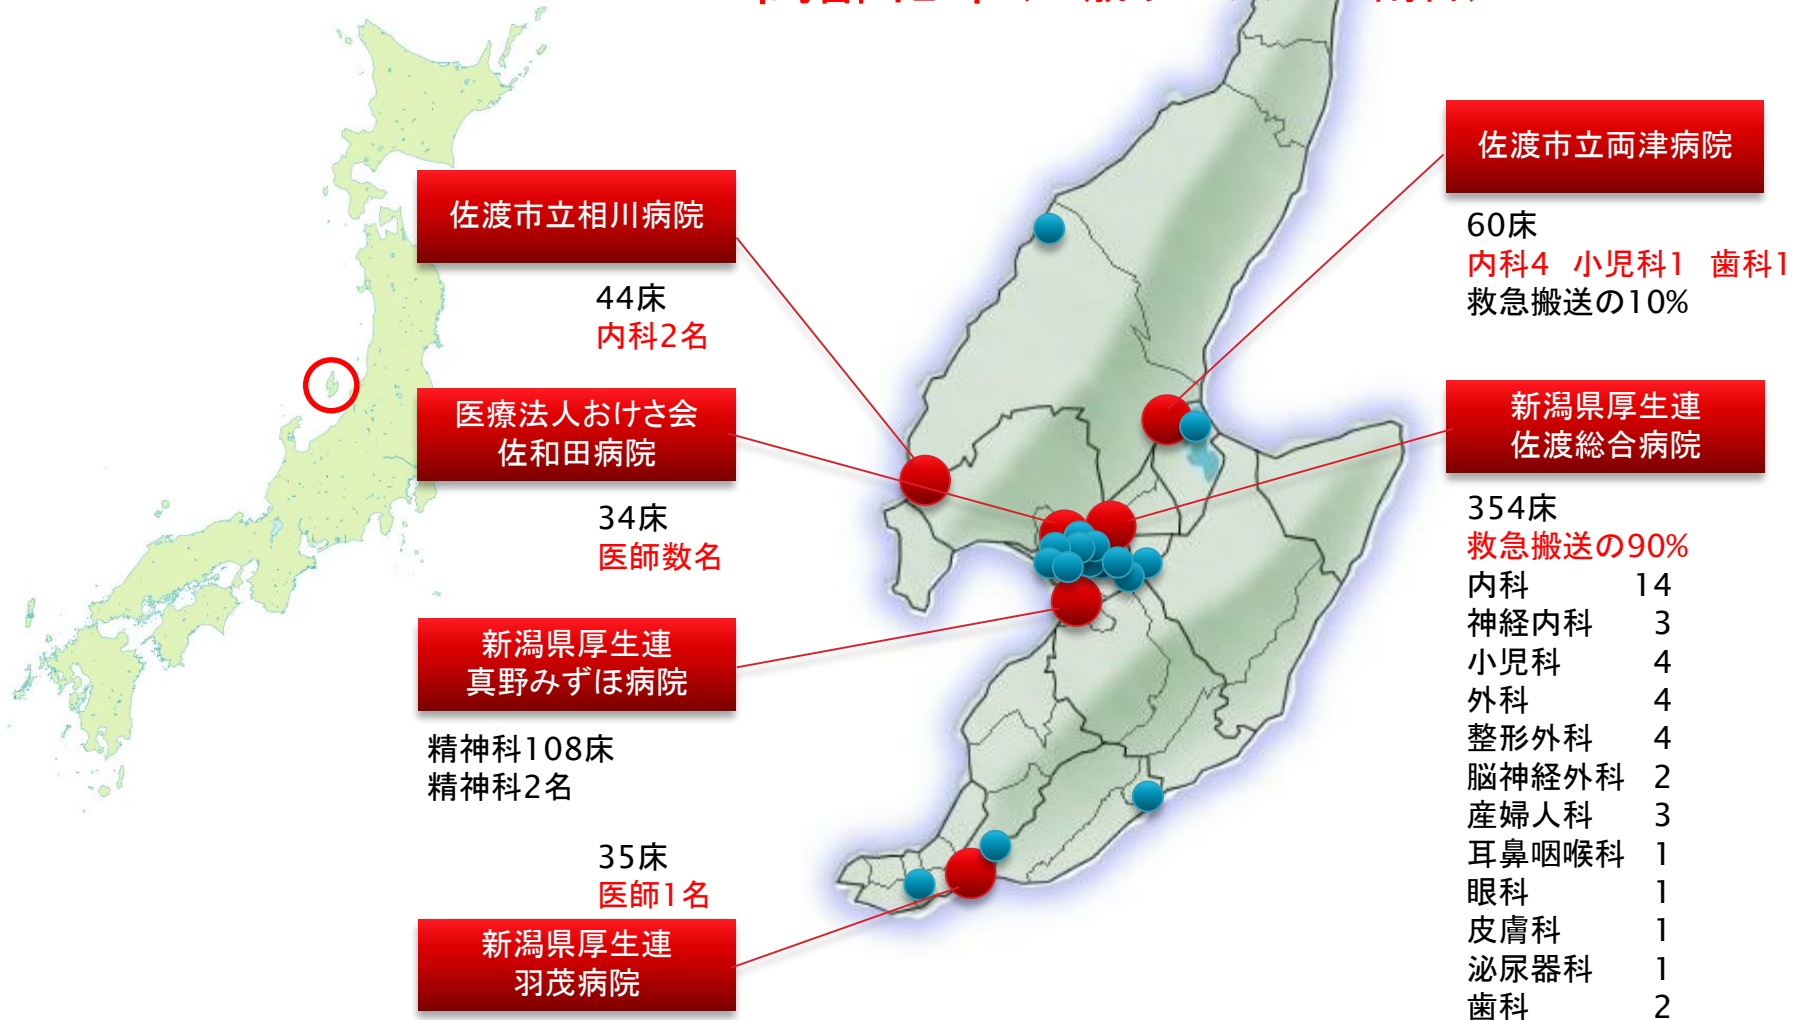 佐渡市立相川病院
44床
内科2名
医療法人おけさ会
佐和田病院
34床
医師数名
新潟県厚生連
真野みずほ病院
精神科108床
精神科2名
35床
医師1名
新潟県厚生連
羽茂病院
佐渡市立両津病院
60床
内科4 小児科1 歯科1
救急搬送の10%
新潟県厚生連
佐渡総合病院
354床
救急搬送の90%
内科 14
神経内科 3
小児科 4
外科 4
整形外科 4
脳神経外科 2
産婦人科 3
耳鼻咽喉科 1
眼科 1
皮膚科 1
泌尿器科 1
歯科 2